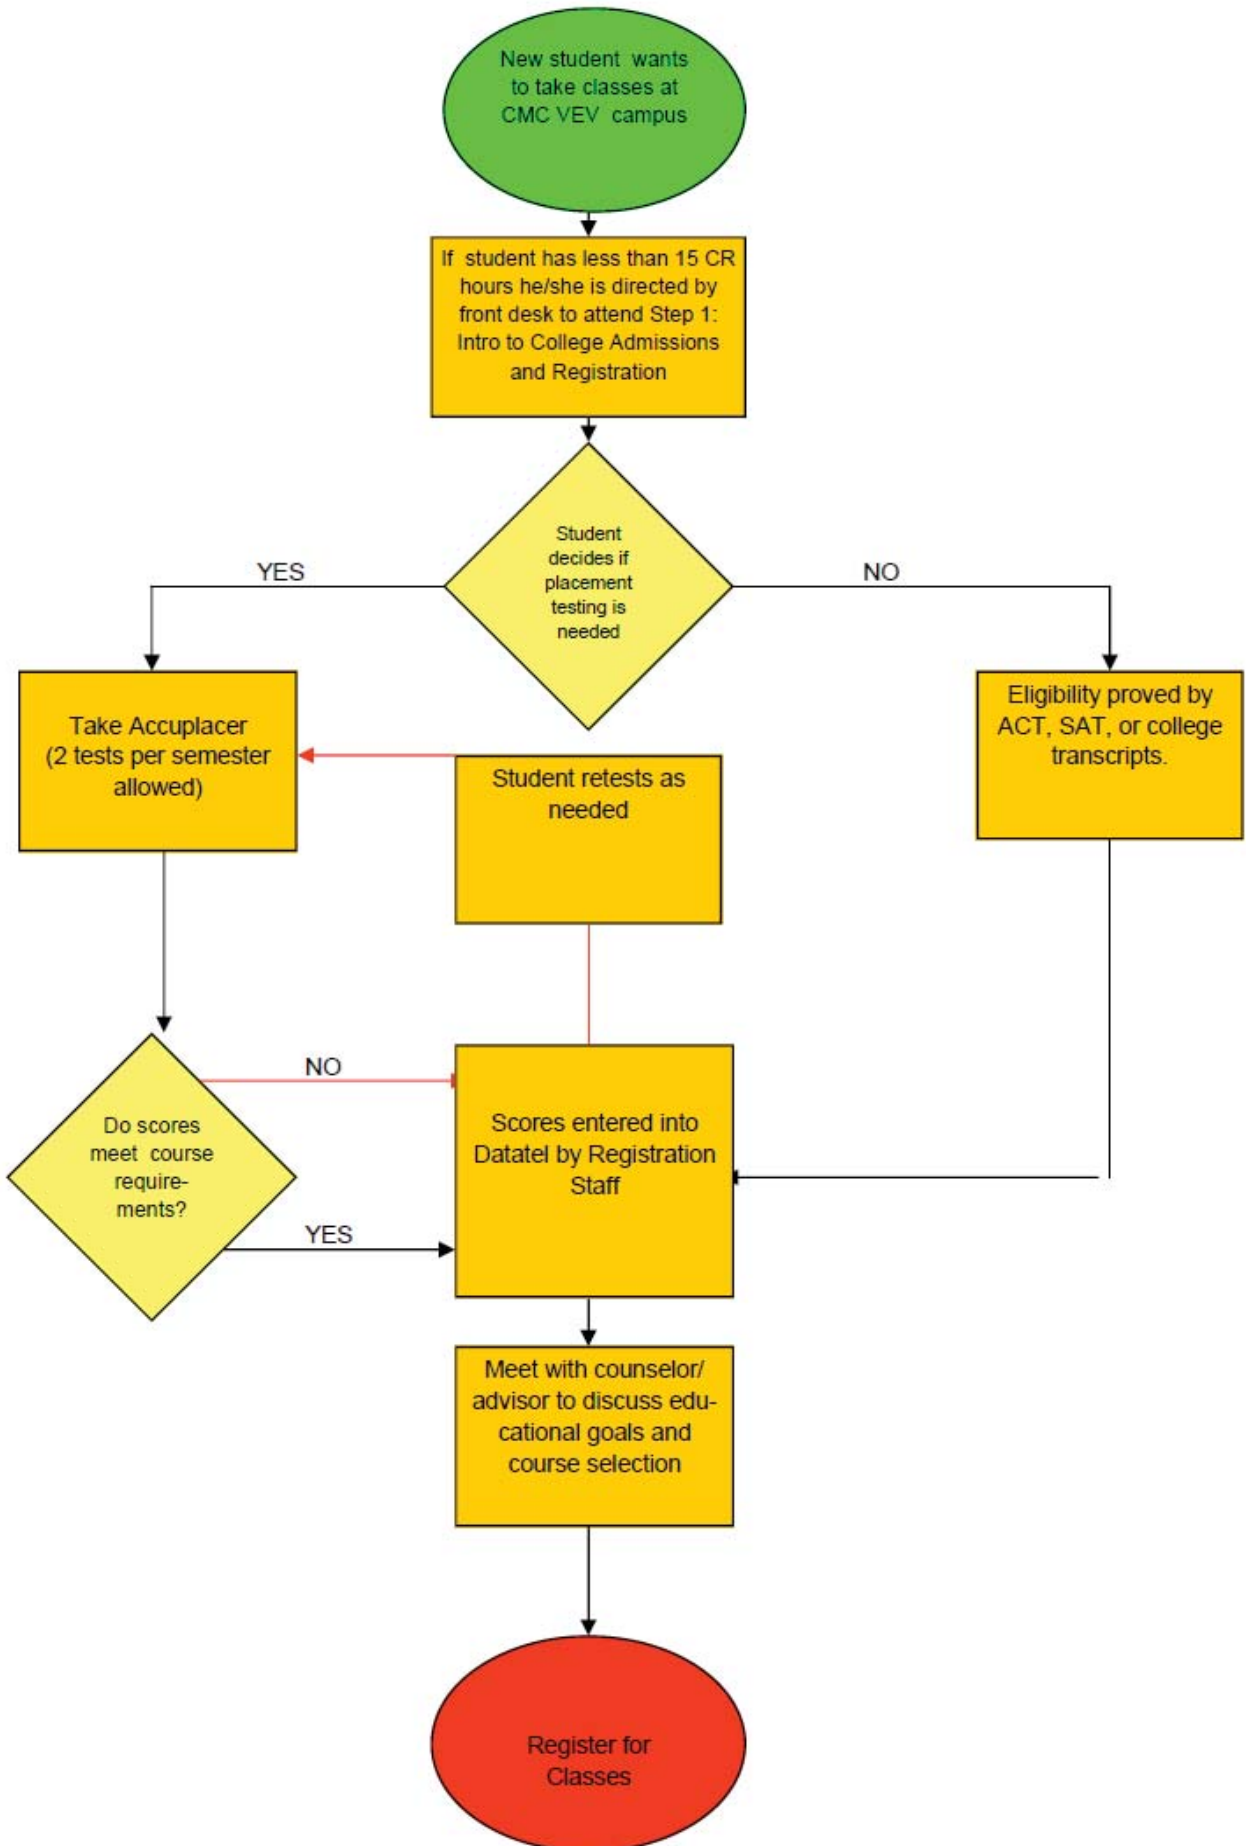 New student wants
to take classes at
CMC VEV campus
If student has less than 15 CR
hours he/she is directed by
front desk to attend Step 1:
Intro to College Admissions
and Registration
Student
decides if
placement
testing is
needed
YES
NO
Take Accuplacer
(2 tests per semester
allowed)
Student retests as
needed
Eligibility proved by
ACT, SAT, or college
transcripts.
Do scores
meet course
require-
ments?
NO
YES
Scores entered into
Datatel by Registration
Staff
Meet with counselor/
advisor to discuss edu-
cational goals and
course selection
Register for
Classes